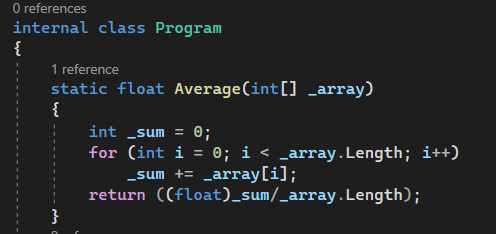 0 references
internal class Program
{
1 reference
static float Average(int[] _array)
{
int _sum = 0;
for (int i = 0; i < _array.Length; i++)
_sum += _array[i];
return ((float)_sum/_array.Length);
}